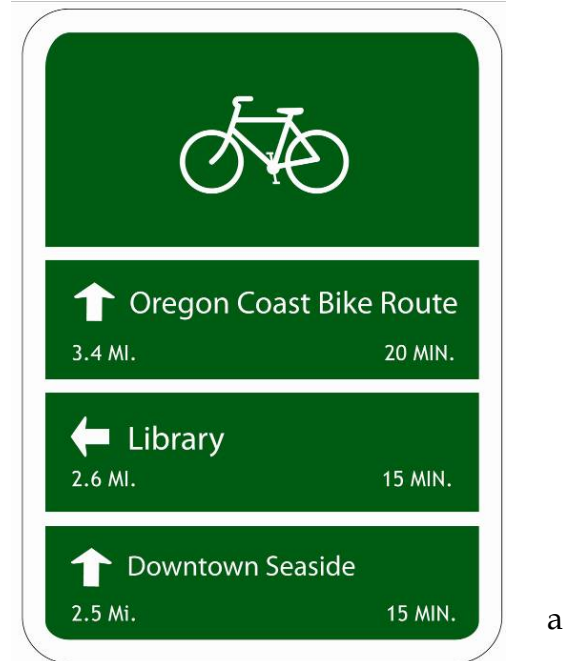 Oregon Coast Bike Route
3.4 MI. 20 MIN.
Library
2.6 MI. 15 MIN.
Downtown Seaside
2.5 Mi. 15 MIN.
a